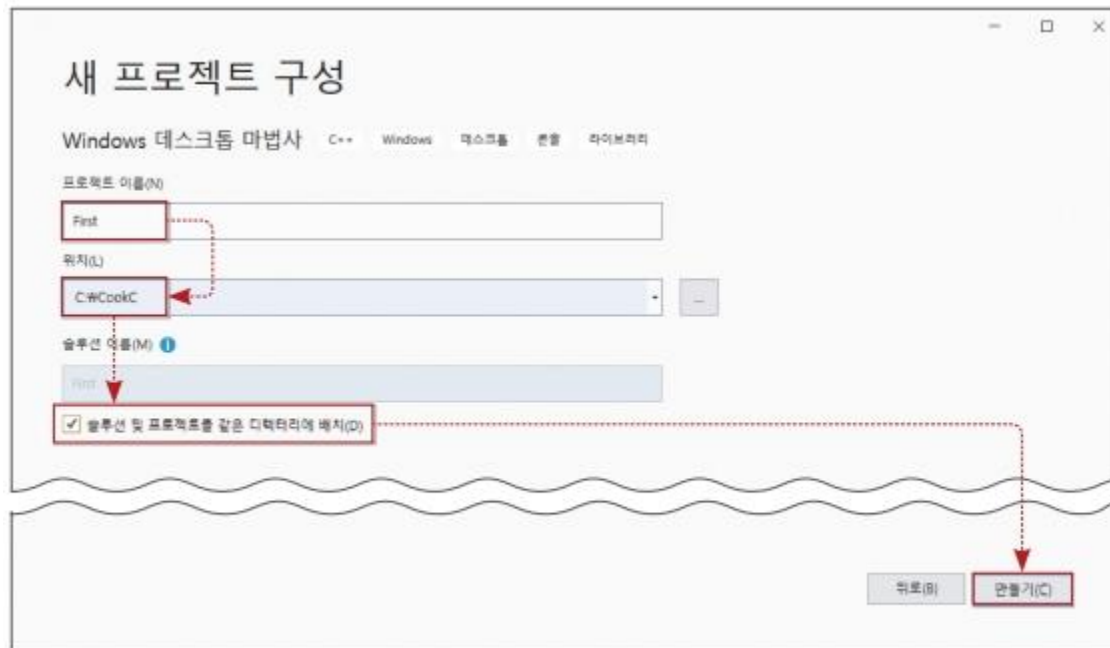 새 프로젝트 구성
Windows 데스크톱 마법사 C++ Windows 데스크톱 콘솔 라이브러리
프로젝트 이름(N)
First
위치(L)
C:₩CookC
...
솔루션 이름(M)
First
솔루션 및 프로젝트를 같은 디렉터리에 배치(D)
뒤로(B) 만들기(C)